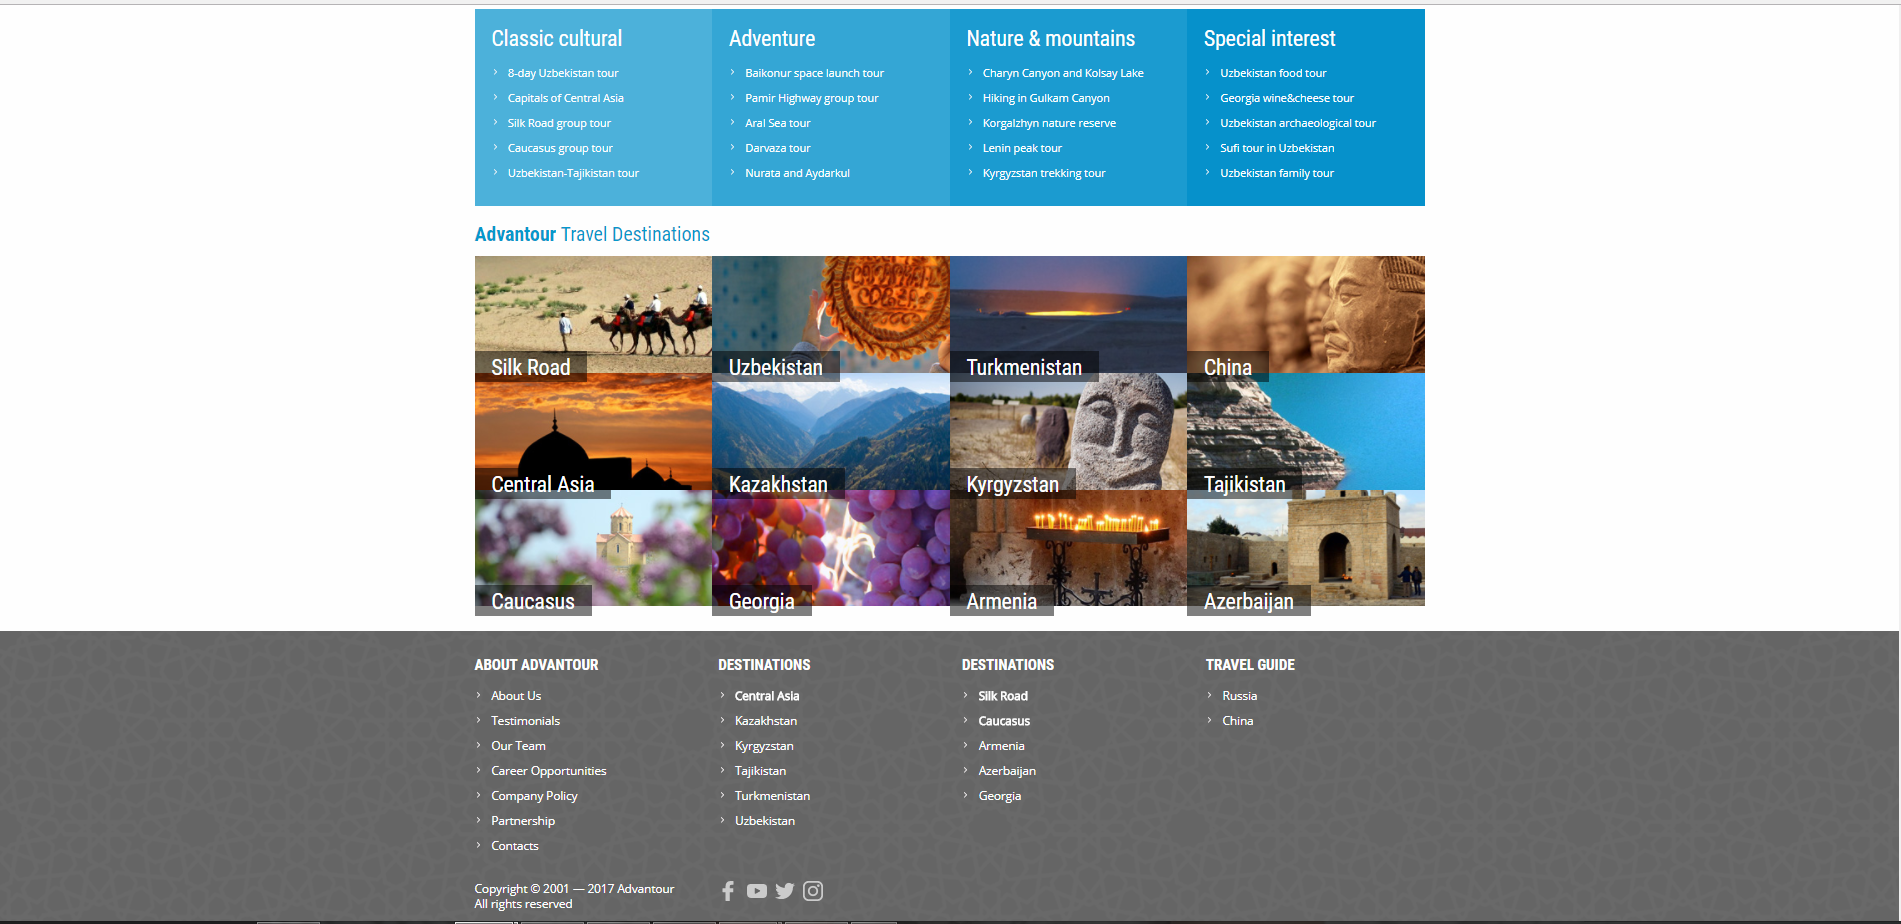 Classic cultural
8-day Uzbekistan tour
Capitals of Central Asia
Silk Road group tour
Caucasus group tour
Uzbekistan-Tajikistan tour
Adventure
Baikonur space launch tour
Pamir Highway group tour
Aral Sea tour
Darvaza tour
Nurata and Aydarkul
Nature & mountains
Charyn Canyon and Kolsay Lake
Hiking in Gulkam Canyon
Korgalzhyn nature reserve
Lenin peak tour
Kyrgyzstan trekking tour
Special interest
Uzbekistan food tour
Georgia wine&cheese tour
Uzbekistan archaeological tour
Sufi tour in Uzbekistan
Uzbekistan family tour
Advantour Travel Destinations
Silk Road
Uzbekistan
Turkmenistan
China
Central Asia
Kazakhstan
Kyrgyzstan
Tajikistan
Caucasus
Georgia
Armenia
Azerbaijan
ABOUT ADVANTOUR
About Us
Testimonials
Our Team
Career Opportunities
Company Policy
Partnership
Contacts
DESTINATIONS
Central Asia
Kazakhstan
Kyrgyzstan
Tajikistan
Turkmenistan
Uzbekistan
DESTINATIONS
Silk Road
Caucasus
Armenia
Azerbaijan
Georgia
TRAVEL GUIDE
Russia
China
Copyright © 2001 — 2017 Advantour
All rights reserved